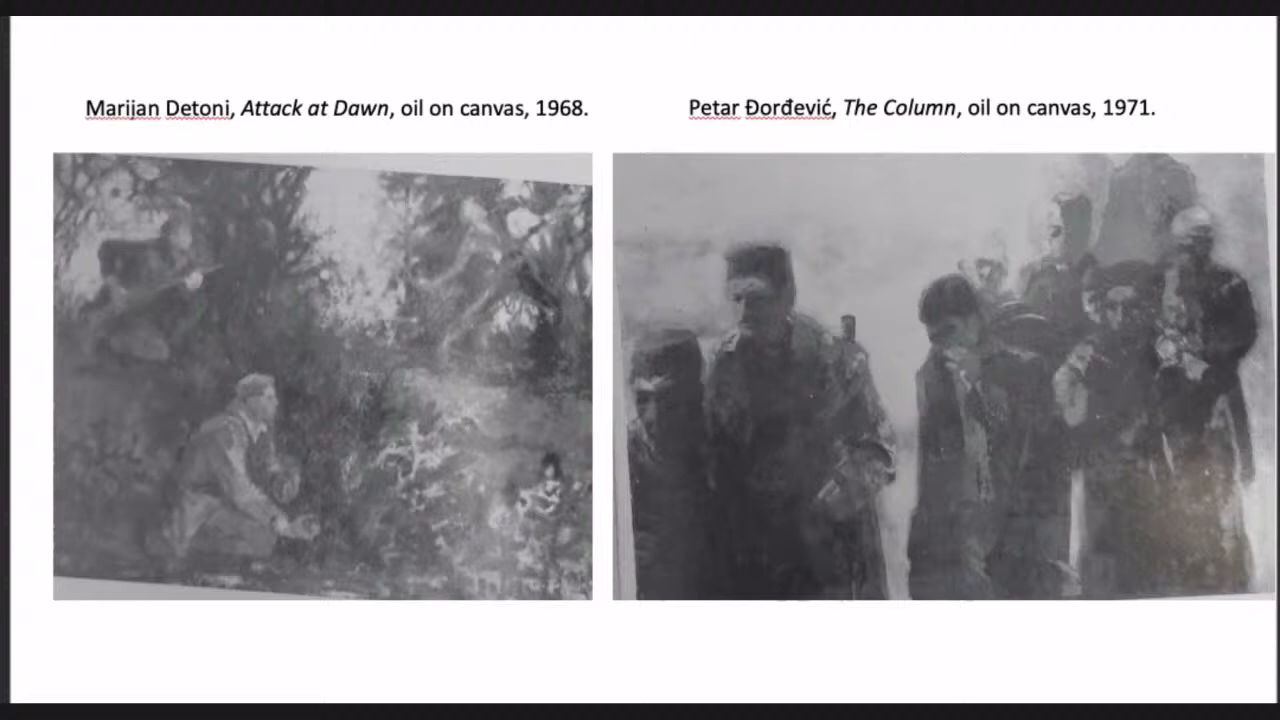 Marijan Detoni, Attack at Dawn, oil on canvas, 1968.
Petar Đorđević, The Column, oil on canvas, 1971.